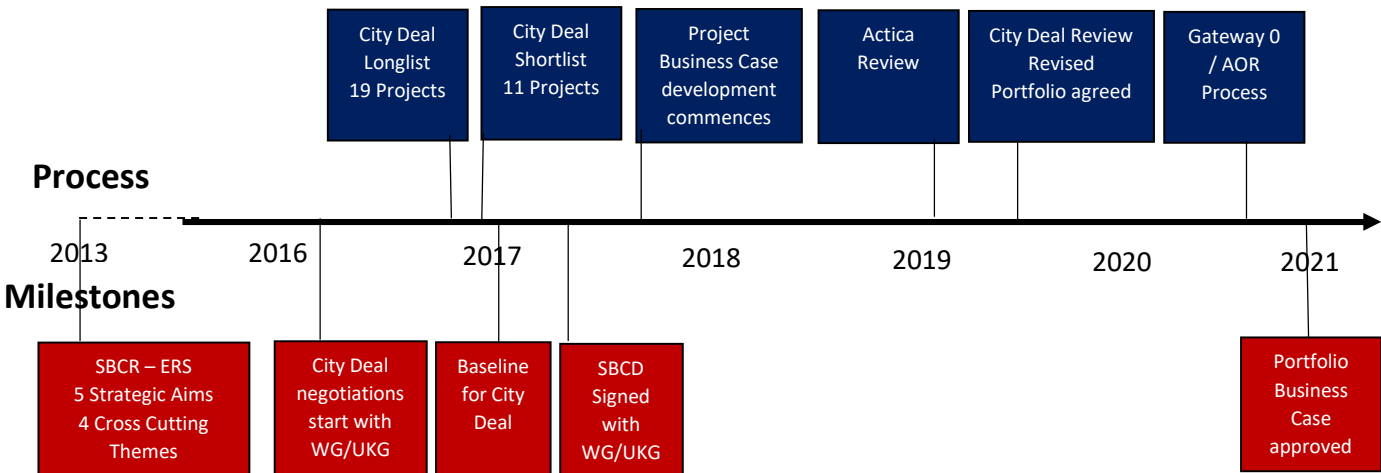 City Deal
Longlist
19 Projects
City Deal
Shortlist
11 Projects
Project
Business Case
development
commences
Actica
Review
City Deal Review
Revised
Portfolio agreed
Gateway 0
/ AOR
Process
Process
2013
2016
2017
2018
2019
2020
2021
Milestones
SBCR – ERS
5 Strategic Aims
4 Cross Cutting
Themes
City Deal
negotiations
start with
WG/UKG
Baseline
for City
Deal
SBCD
Signed
with
WG/UKG
Portfolio
Business
Case
approved